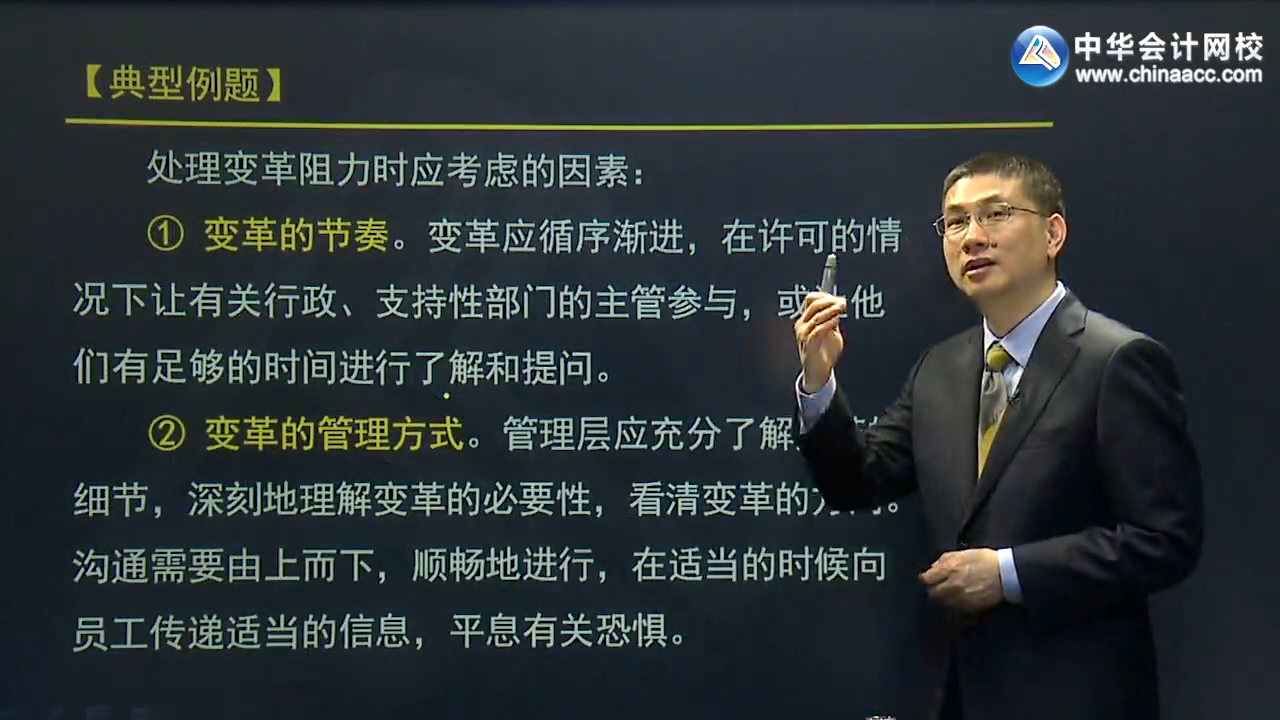 中华会计网校
www.chinaacc.com
【典型例题】
处理变革阻力时应考虑的因素：
① 变革的节奏。变革应循序渐进，在许可的情
况下让有关行政、支持性部门的主管参与，或 他
们有足够的时间进行了解和提问。
② 变革的管理方式。管理层应充分了解
细节，深刻地理解变革的必要性，看清变革的方 。
沟通需要由上而下，顺畅地进行，在适当的时候向
员工传递适当的信息，平息有关恐惧。